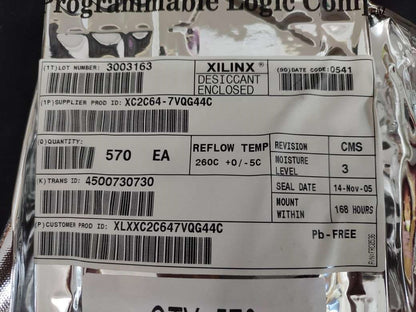 Programmable Logic Com
(1T)LOT NUMBER: 3003163
XILINX®
DESICCANT
ENCLOSED
(9D)DATE CODE:0541
(1P)SUPPLIER PROD ID: XC2C64-7VQG44C
(Q)QUANTITY:
570 EA
REFLOW TEMP
260C +0/-5C
REVISION CMS
MOISTURE
LEVEL 3
(K)TRANS ID: 4500730730
SEAL DATE 14-Nov-05
MOUNT
WITHIN 168 HOURS
(P)CUSTOMER PROD ID: XLXXC2C647VQG44C
Pb-FREE